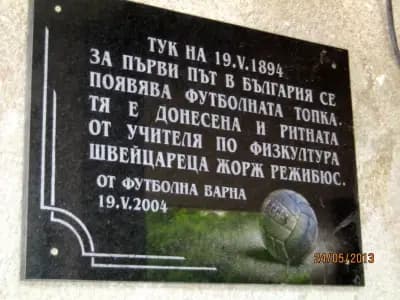 ТУК НА 19.V.1894
ЗА ПЪРВИ ПЪТ В БЪЛГАРИЯ СЕ
ПОЯВЯВА ФУТБОЛНАТА ТОПКА.
ТЯ Е ДОНЕСЕНА И РИТНАТА
ОТ УЧИТЕЛЯ ПО ФИЗКУЛТУРА
ШВЕЙЦАРЕЦА ЖОРЖ РЕЖИБЮС.
ОТ ФУТБОЛНА ВАРНА
19.V.2004
24/05/2013